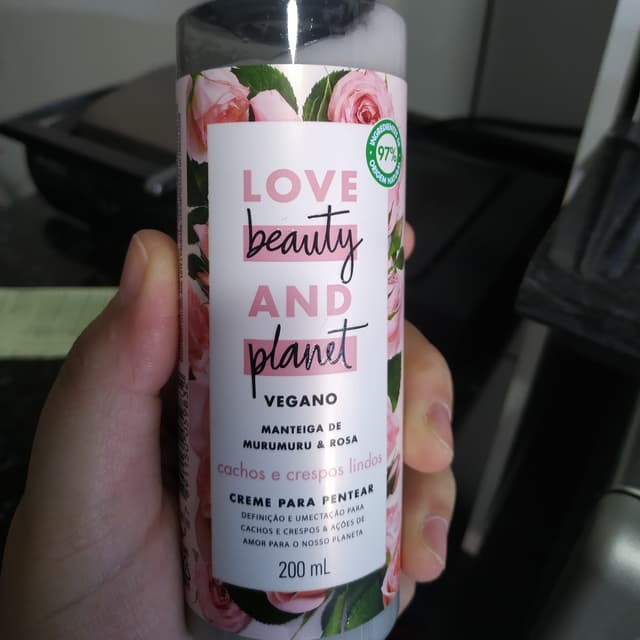 LOVE
beauty
AND
planet
VEGANO
MANTEIGA DE
MURUMURU & ROSA
cachos e crespos lindos
CREME PARA PENTEAR
DEFINIÇÃO E UMECTAÇÃO PARA
CACHOS E CRESPOS & AÇÕES DE
AMOR PARA O NOSSO PLANETA
200 mL
97%
ORIGEM